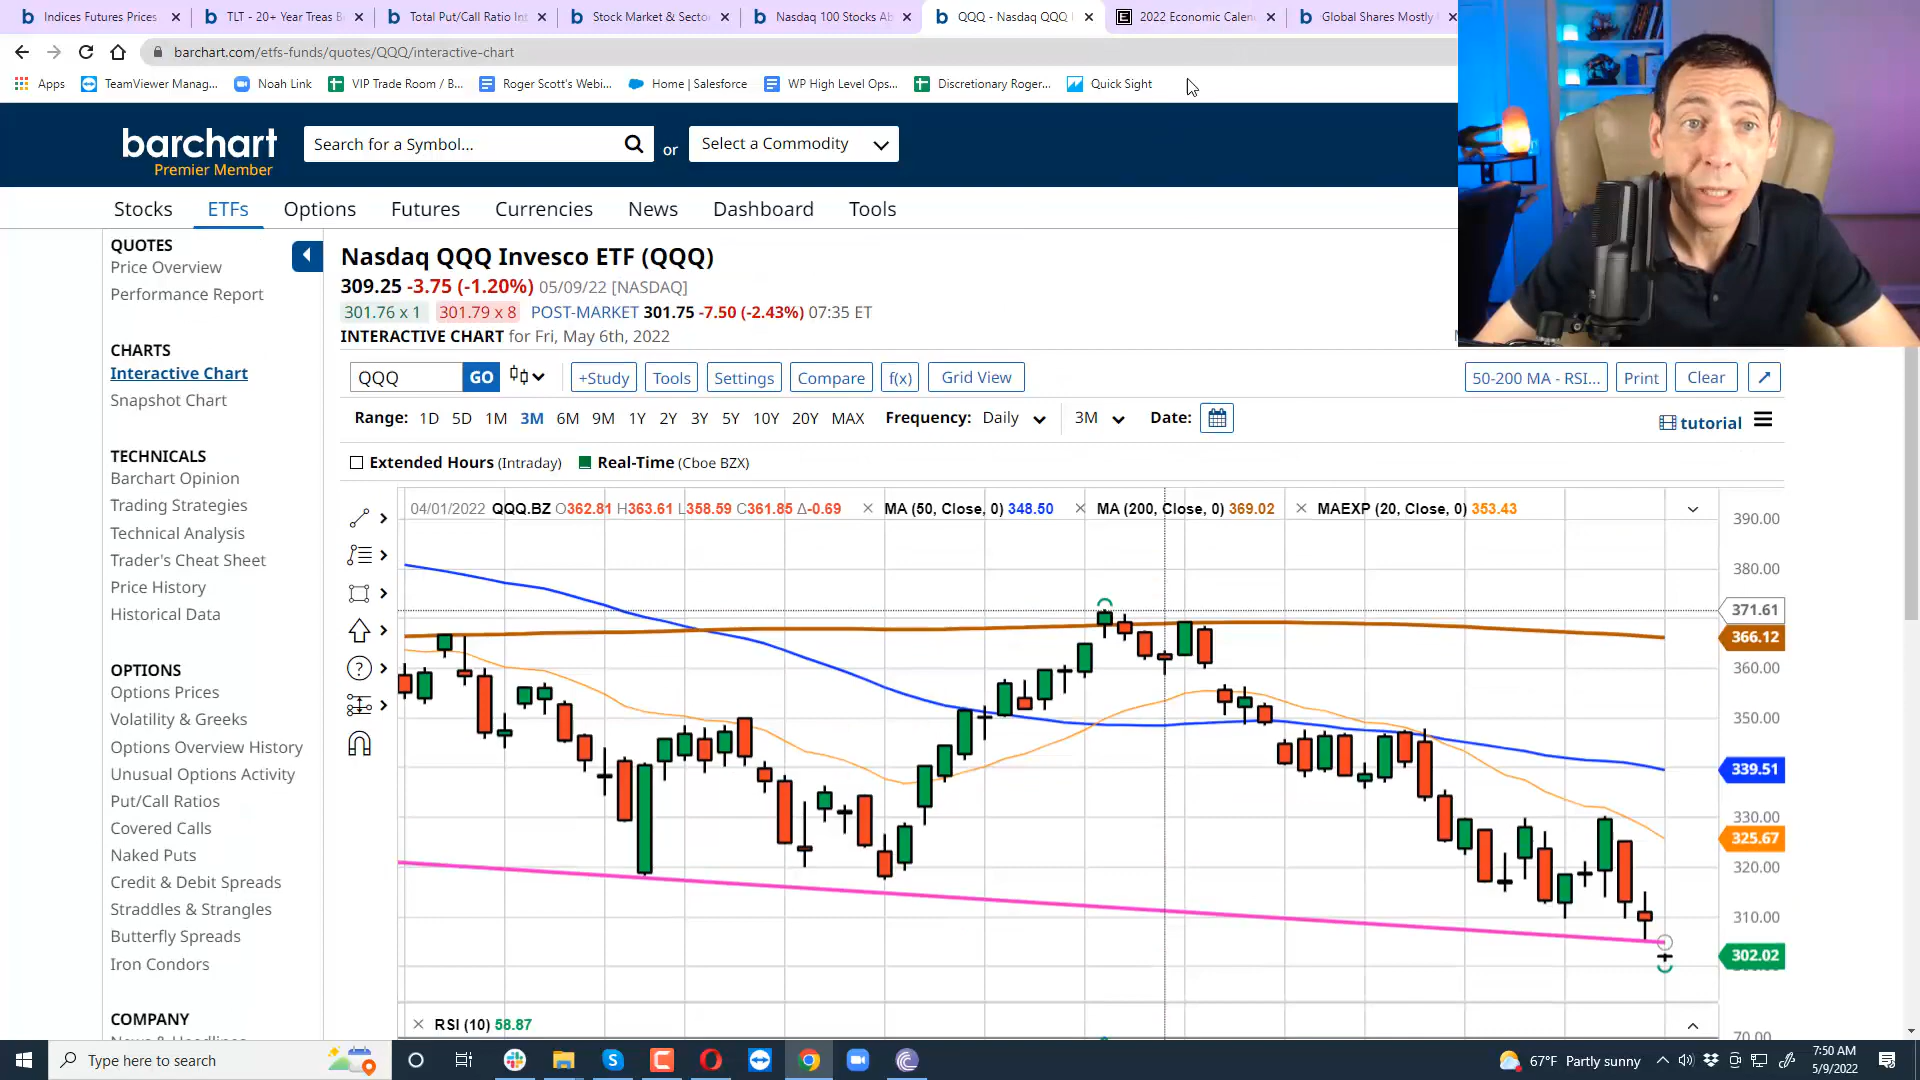 Indices Futures Prices
TLT - 20+ Year Treas B
Total Put/Call Ratio Int
Stock Market & Secto
Nasdaq 100 Stocks Ab
QQQ - Nasdaq QQQ
2022 Economic Calen
Global Shares Mostly
barchart.com/etfs-funds/quotes/QQQ/interactive-chart
Apps
TeamViewer Manag...
Noah Link
VIP Trade Room / B...
Roger Scott's Webi...
Home | Salesforce
WP High Level Ops...
Discretionary Roger...
Quick Sight
barchart
Premier Member
Search for a Symbol...
or
Select a Commodity
Stocks
ETFs
Options
Futures
Currencies
News
Dashboard
Tools
QUOTES
Price Overview
Performance Report
CHARTS
Interactive Chart
Snapshot Chart
TECHNICALS
Barchart Opinion
Trading Strategies
Technical Analysis
Trader's Cheat Sheet
Price History
Historical Data
OPTIONS
Options Prices
Volatility & Greeks
Options Overview History
Unusual Options Activity
Put/Call Ratios
Covered Calls
Naked Puts
Credit & Debit Spreads
Straddles & Strangles
Butterfly Spreads
Iron Condors
COMPANY
Nasdaq QQQ Invesco ETF (QQQ)
309.25 -3.75 (-1.20%) 05/09/22 [NASDAQ]
301.76 x 1 301.79 x 8 POST-MARKET 301.75 -7.50 (-2.43%) 07:35 ET
INTERACTIVE CHART for Fri, May 6th, 2022
QQQ GO
+Study
Tools
Settings
Compare
f(x)
Grid View
50-200 MA - RSI...
Print
Clear
Range: 1D 5D 1M 3M 6M 9M 1Y 2Y 3Y 5Y 10Y 20Y MAX Frequency: Daily 3M Date:
tutorial
Extended Hours (Intraday)
Real-Time (Cboe BZX)
04/01/2022 QQQ.BZ O362.81 H363.61 L358.59 C361.85 Δ-0.69
MA (50, Close, 0) 348.50
MA (200, Close, 0) 369.02
MAEXP (20, Close, 0) 353.43
390.00
380.00
371.61
366.12
360.00
350.00
339.51
330.00
325.67
320.00
310.00
302.02
RSI (10) 58.87
70.00
Type here to search
67°F Partly sunny
7:50 AM
5/9/2022